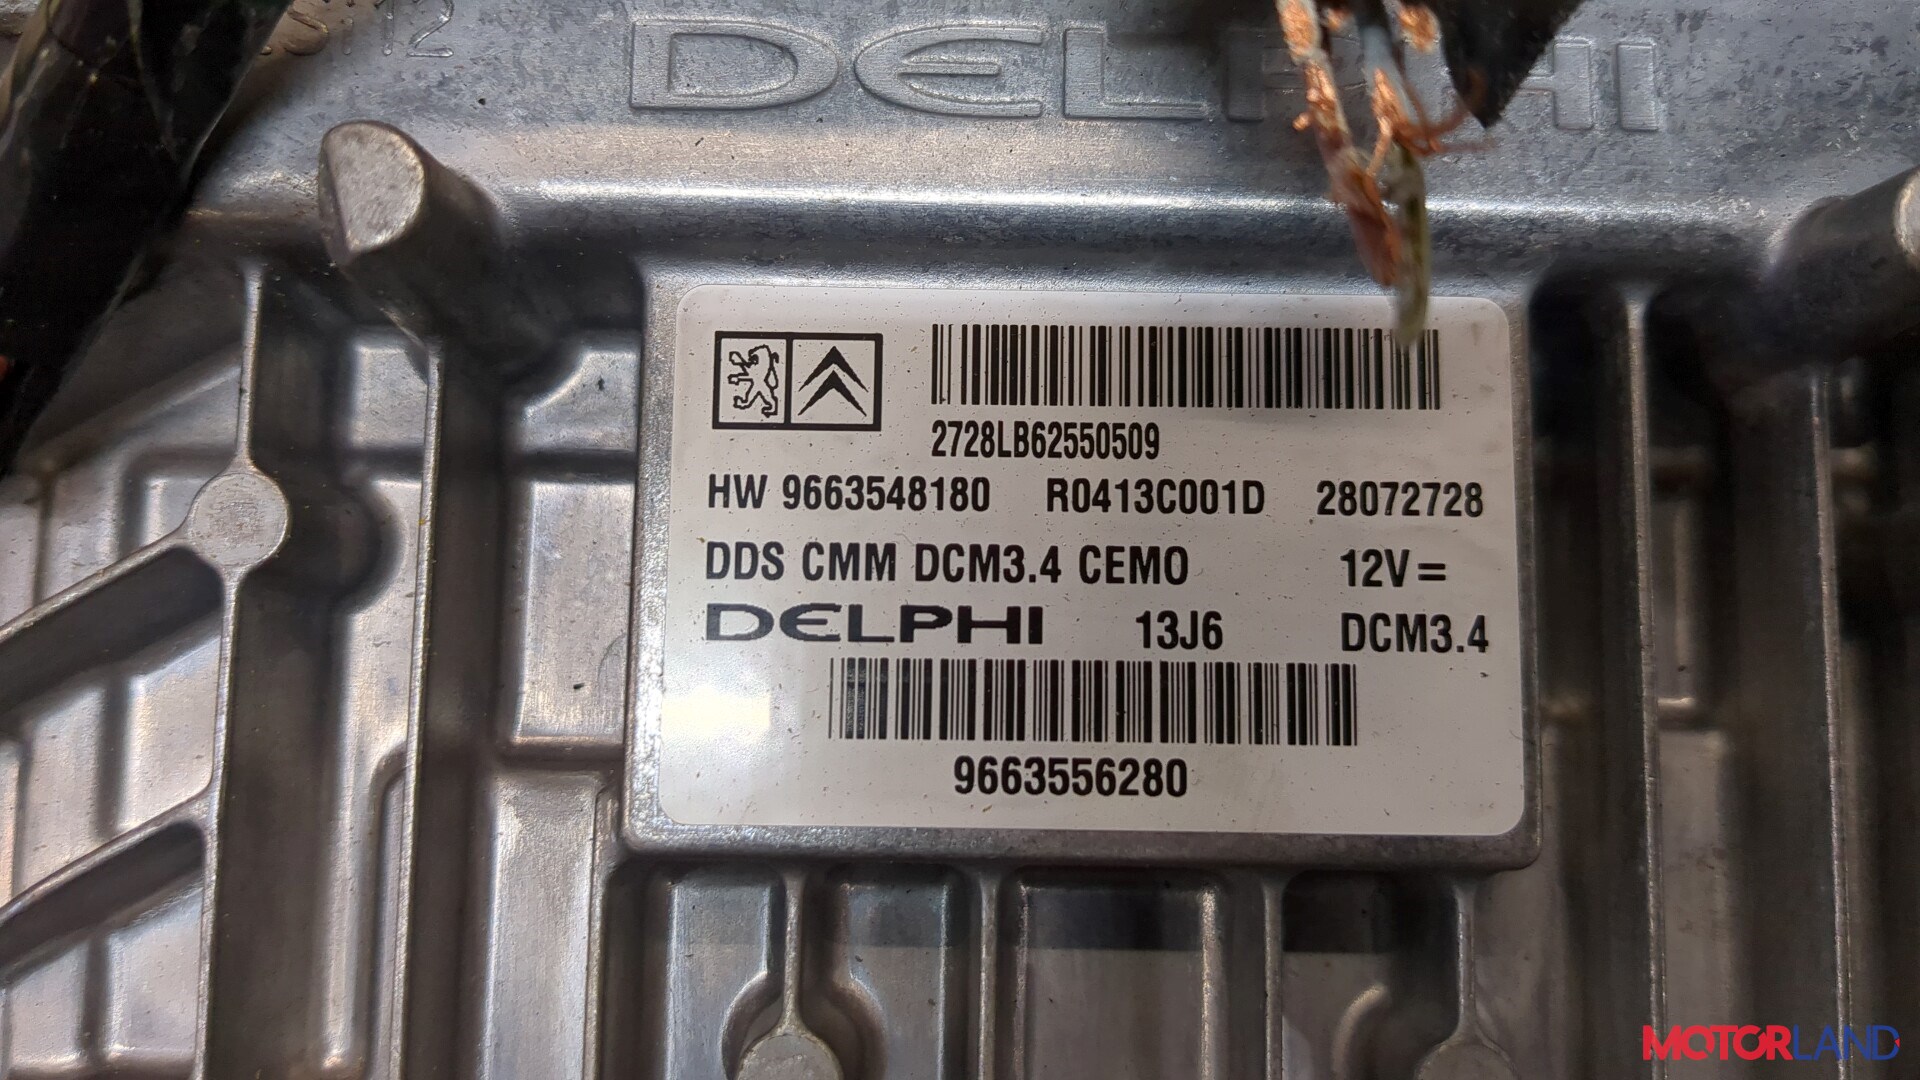 DELPHI
2728LB62550509
HW 9663548180 R0413C001D 28072728
DDS CMM DCM3.4 CEMO 12V=
DELPHI 13J6 DCM3.4
9663556280
MOTORLAND